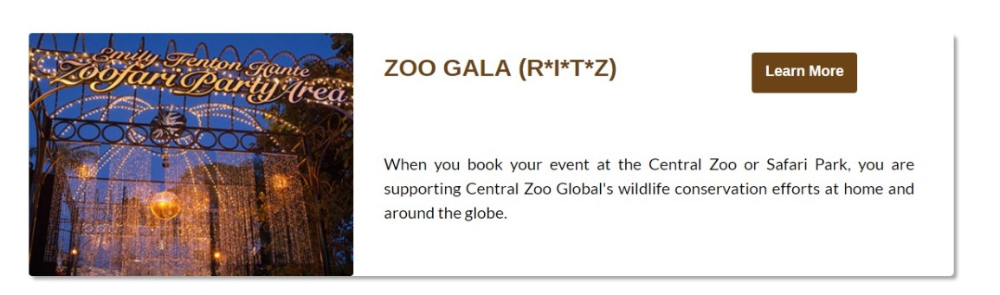 Emily Fenton Hunte
Zoofari Party Area
ZOO GALA (R*I*T*Z)
Learn More
When you book your event at the Central Zoo or Safari Park, you are
supporting Central Zoo Global's wildlife conservation efforts at home and
around the globe.